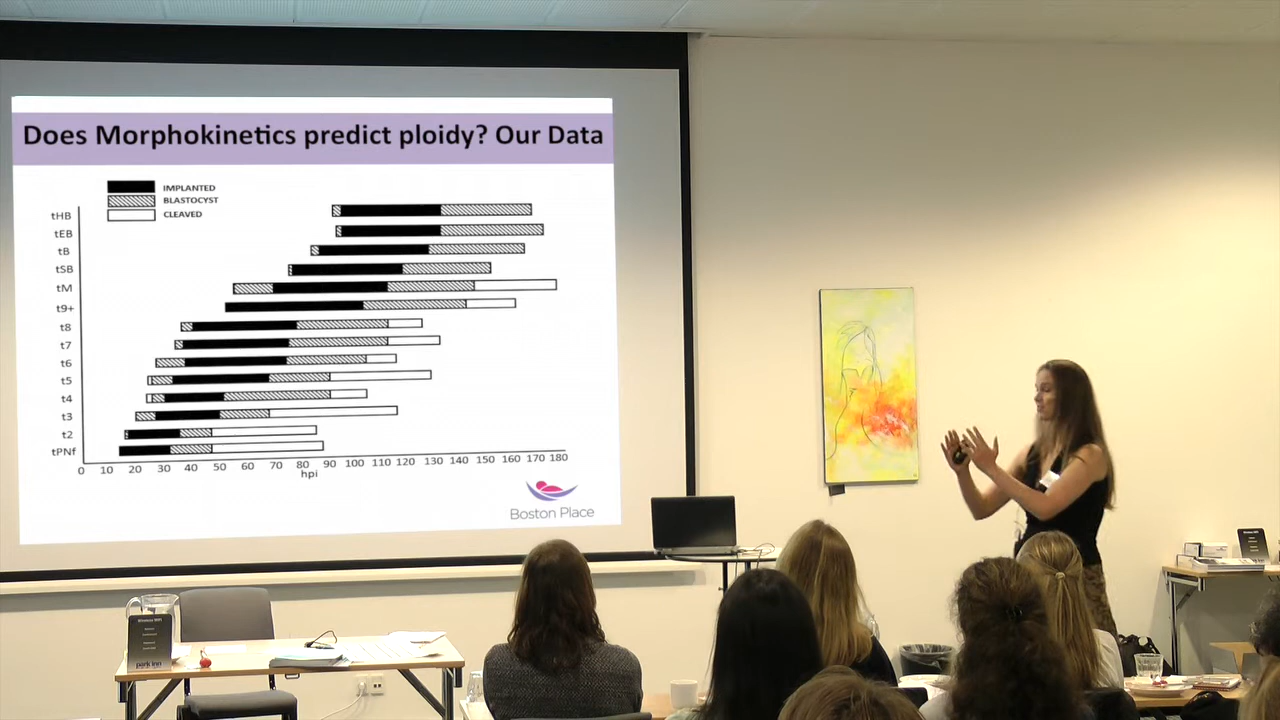 Does Morphokinetics predict ploidy? Our Data
IMPLANTED
BLASTOCYST
CLEAVED
tHB
tEB
tB
tSB
tM
t9+
t8
t7
t6
t5
t4
t3
t2
tPNf
0 10 20 30 40 50 60 70 80 90 100 110 120 130 140 150 160 170 180
hpi
Boston Place
park inn